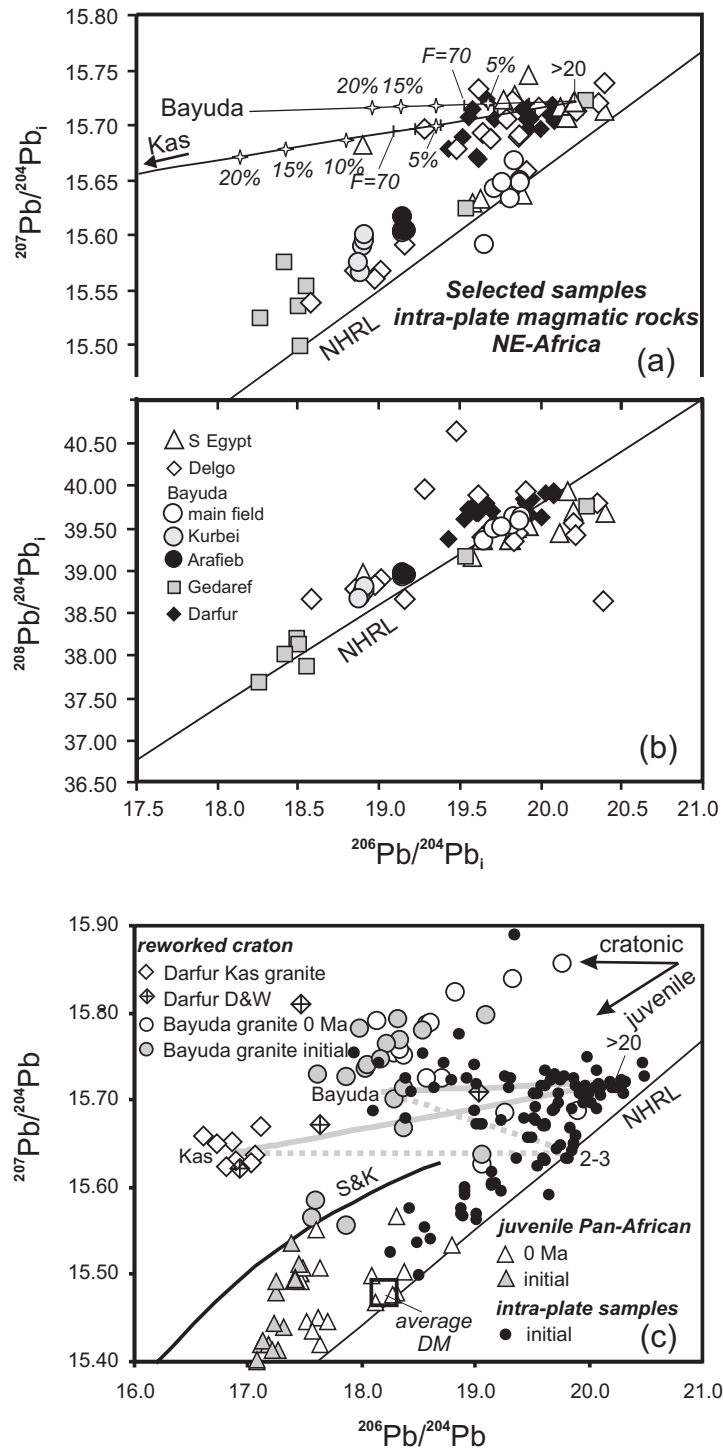 15.80
15.75
15.70
15.65
15.60
15.55
15.50
²⁰⁷Pb/²⁰⁴Pbᵢ
20% 15% F=70 5% >20
Bayuda
Kas
20% 15% 10% F=70 5%
NHRL
Selected samples
intra-plate magmatic rocks
NE-Africa
(a)
40.50
40.00
39.00
38.00
37.50
37.00
36.50
²⁰⁸Pb/²⁰⁴Pbᵢ
S Egypt
Delgo
Bayuda
main field
Kurbei
Arafieb
Gedaref
Darfur
NHRL
(b)
17.5 18.0 18.5 19.0 19.5 20.0 20.5 21.0
²⁰⁶Pb/²⁰⁴Pbᵢ
15.90
15.80
15.70
15.60
15.50
15.40
²⁰⁷Pb/²⁰⁴Pb
reworked craton
Darfur Kas granite
Darfur D&W
Bayuda granite 0 Ma
Bayuda granite initial
cratonic
juvenile
>20
Bayuda
NHRL
Kas
2-3
S&K
juvenile Pan-African
0 Ma
initial
intra-plate samples
initial
average
DM
(c)
16.0 17.0 18.0 19.0 20.0 21.0
²⁰⁶Pb/²⁰⁴Pb